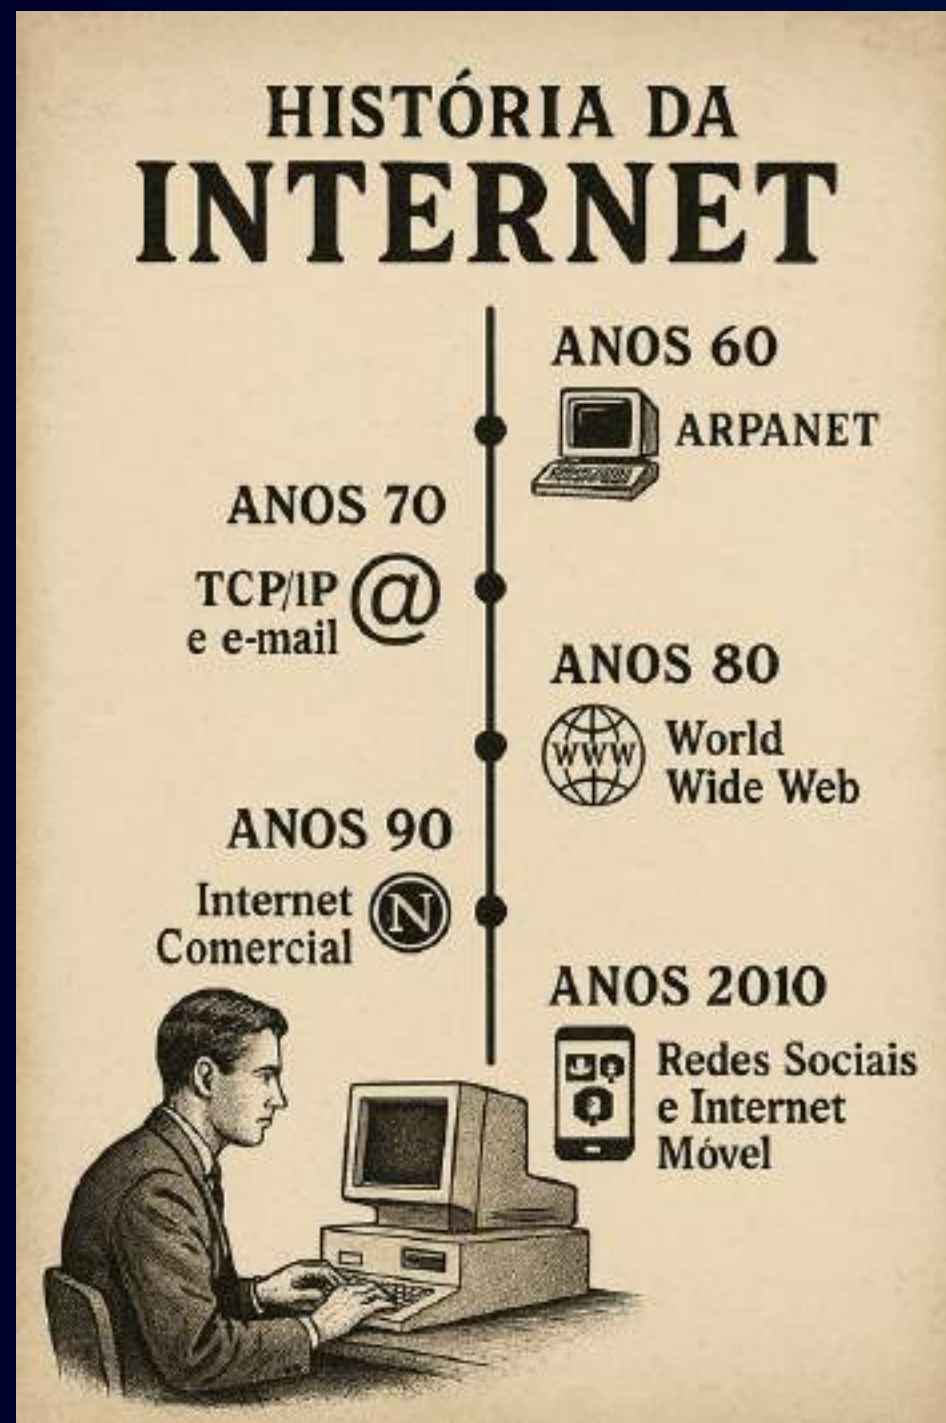 HISTÓRIA DA
INTERNET
ANOS 60
ARPANET
ANOS 70
TCP/IP
e e-mail
@
ANOS 80
WWW
World
Wide Web
ANOS 90
Internet
Comercial
N
ANOS 2010
Redes Sociais
e Internet
Móvel